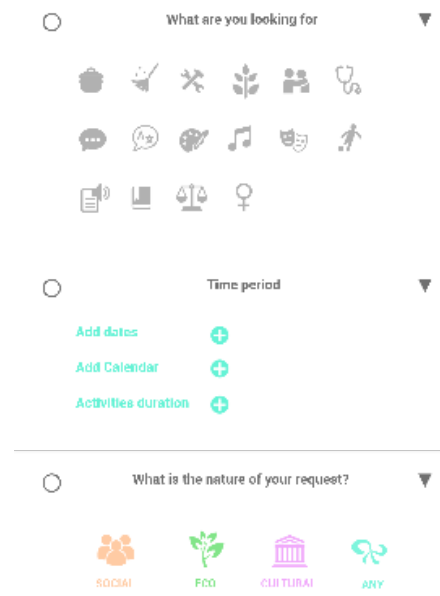 What are you looking for
Time period
Add dates
Add Calendar
Activities duration
What is the nature of your request?
SOCIAL
ECO
CULTURAL
ANY